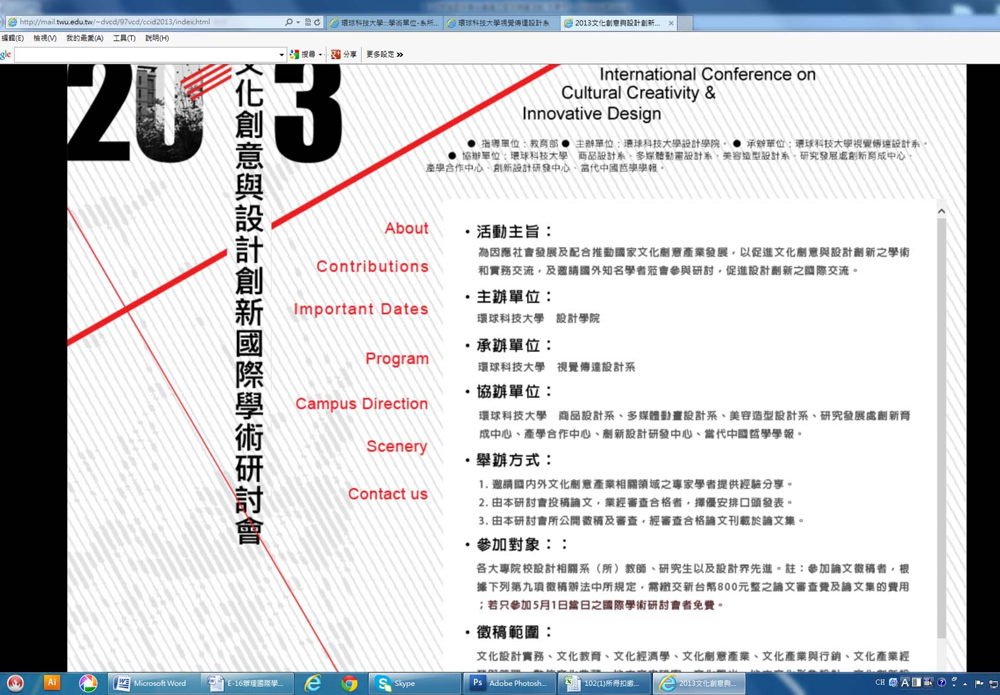 http://mail.twu.edu.tw/~dvcd/97vcd/ccid2013/index.html
環球科技大學:::學術單位-系所...
環球科技大學視覺傳達設計系
2013文化創意與設計創新...
編輯(E) 檢視(V) 我的最愛(A) 工具(T) 說明(H)
gle 搜尋 分享 更多設定 »
2013
文化創意與設計創新國際學術研討會
International Conference on
Cultural Creativity &
Innovative Design
● 指導單位：教育部 ● 主辦單位：環球科技大學設計學院。 ● 承辦單位：環球科技大學視覺傳達設計系。
● 協辦單位：環球科技大學 商品設計系、多媒體動畫設計系、美容造型設計系、研究發展處創新育成中心、
產學合作中心、創新設計研發中心、當代中國哲學學報。
About
Contributions
Important Dates
Program
Campus Direction
Scenery
Contact us
・活動主旨：
為因應社會發展及配合推動國家文化創意產業發展，以促進文化創意與設計創新之學術
和實務交流，及邀請國外知名學者蒞會參與研討，促進設計創新之國際交流。
・主辦單位：
環球科技大學 設計學院
・承辦單位：
環球科技大學 視覺傳達設計系
・協辦單位：
環球科技大學 商品設計系、多媒體動畫設計系、美容造型設計系、研究發展處創新育
成中心、產學合作中心、創新設計研發中心、當代中國哲學學報。
・舉辦方式：
1. 邀請國內外文化創意產業相關領域之專家學者提供經驗分享。
2. 由本研討會投稿論文，業經審查合格者，擇優安排口頭發表。
3. 由本研討會所公開徵稿及審查，經審查合格論文刊載於論文集。
・參加對象：：
各大專院校設計相關系（所）教師、研究生以及設計界先進。註：參加論文徵稿者，根
據下列第九項徵稿辦法中所規定，需繳交新台幣800元整之論文審查費及論文集的費用
；若只參加5月1日當日之國際學術研討會者免費。
・徵稿範圍：
文化設計實務、文化教育、文化經濟學、文化創意產業、文化產業與行銷、文化產業經
Ai
Microsoft Word
E-16辦理國際學...
Skype
Ps Adobe Photosh...
102(1)所得扣繳...
2013文化創意與...
CH